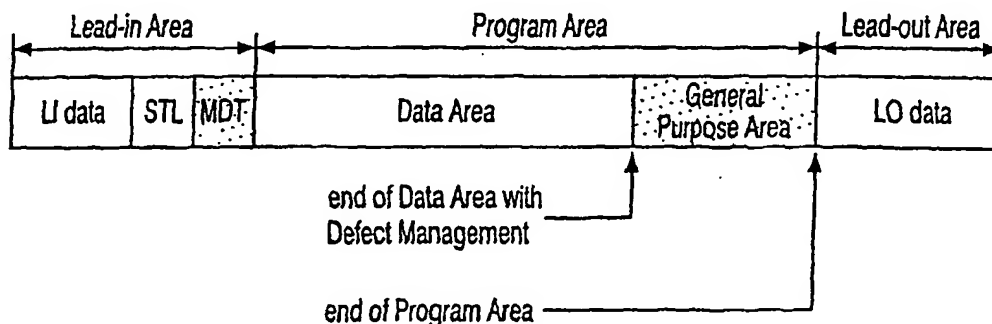 Lead-in Area Program Area Lead-out Area
LI data STL MDT Data Area General Purpose Area LO data
end of Data Area with
Defect Management
end of Program Area